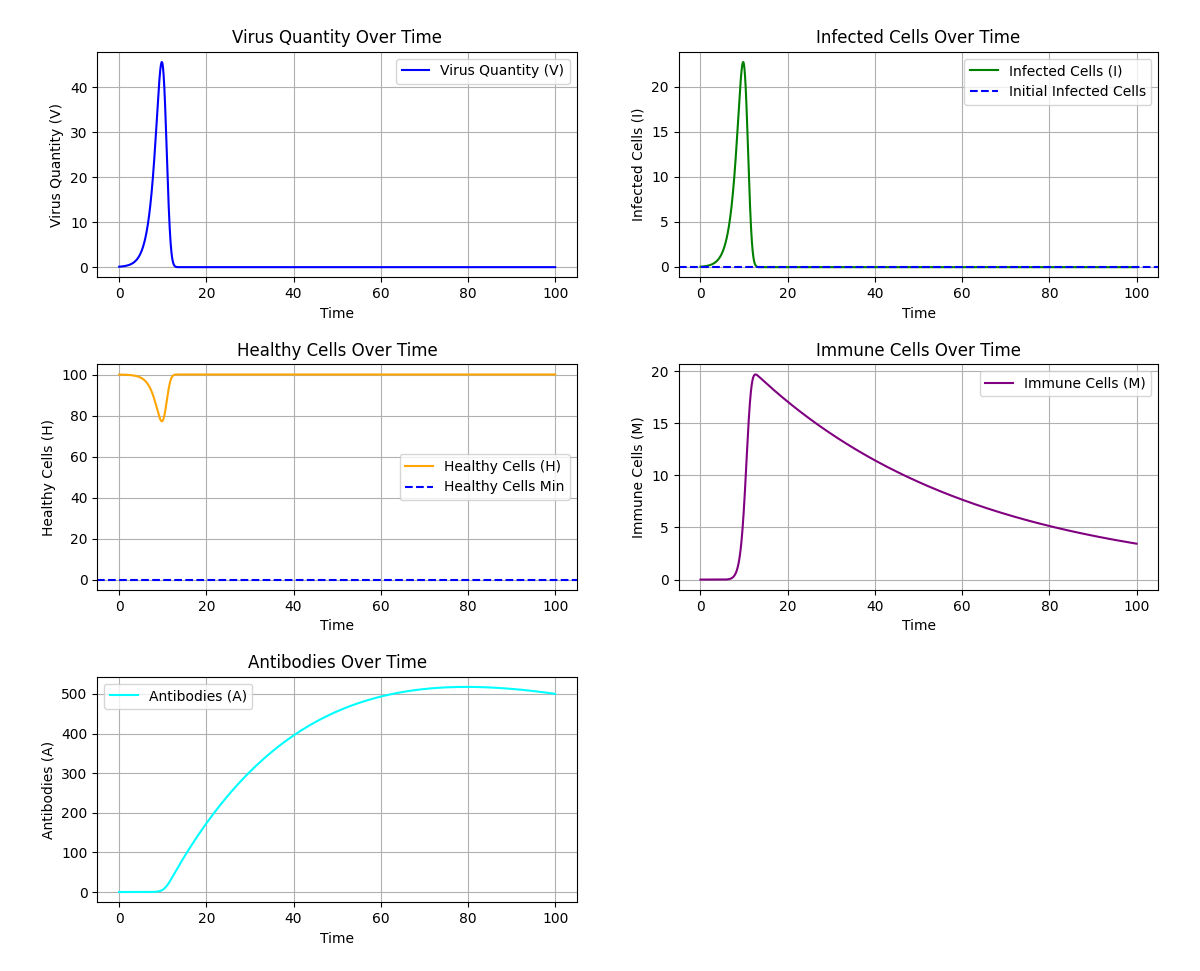 Virus Quantity Over Time
Virus Quantity (V)
Virus Quantity (V)
40
30
20
10
0
0 20 40 60 80 100
Time
Infected Cells Over Time
Infected Cells (I)
Infected Cells (I)
Initial Infected Cells
20
15
10
5
0
0 20 40 60 80 100
Time
Healthy Cells Over Time
Healthy Cells (H)
100
80
60
40
20
0
Healthy Cells (H)
Healthy Cells Min
0 20 40 60 80 100
Time
Immune Cells Over Time
Immune Cells (M)
Immune Cells (M)
20
15
10
5
0
0 20 40 60 80 100
Time
Antibodies Over Time
Antibodies (A)
Antibodies (A)
500
400
300
200
100
0
0 20 40 60 80 100
Time